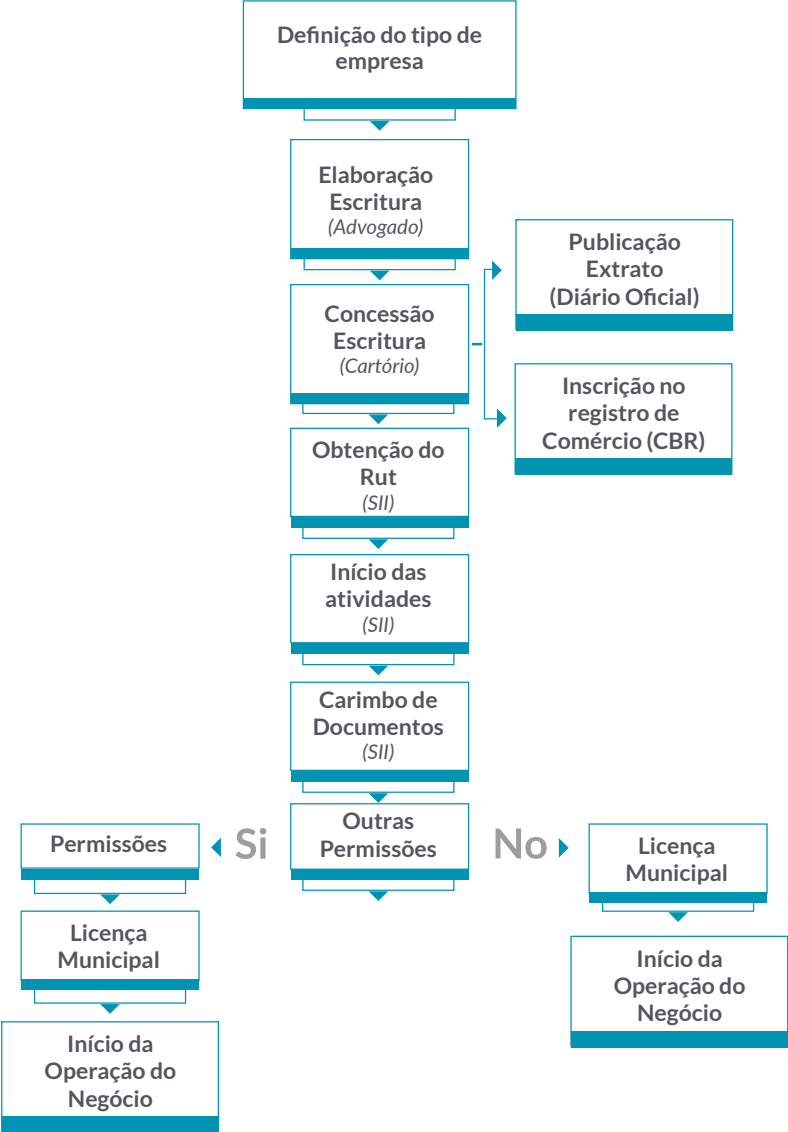 Definição do tipo de
empresa
Elaboração
Escritura
(Advogado)
Publicação
Extrato
(Diário Oficial)
Concessão
Escritura
(Cartório)
Inscrição no
registro de
Comércio (CBR)
Obtenção do
Rut
(SII)
Início das
atividades
(SII)
Carimbo de
Documentos
(SII)
Outras
Permissões
Si
No
Permissões
Licença
Municipal
Início da
Operação do
Negócio
Licença
Municipal
Início da
Operação do
Negócio